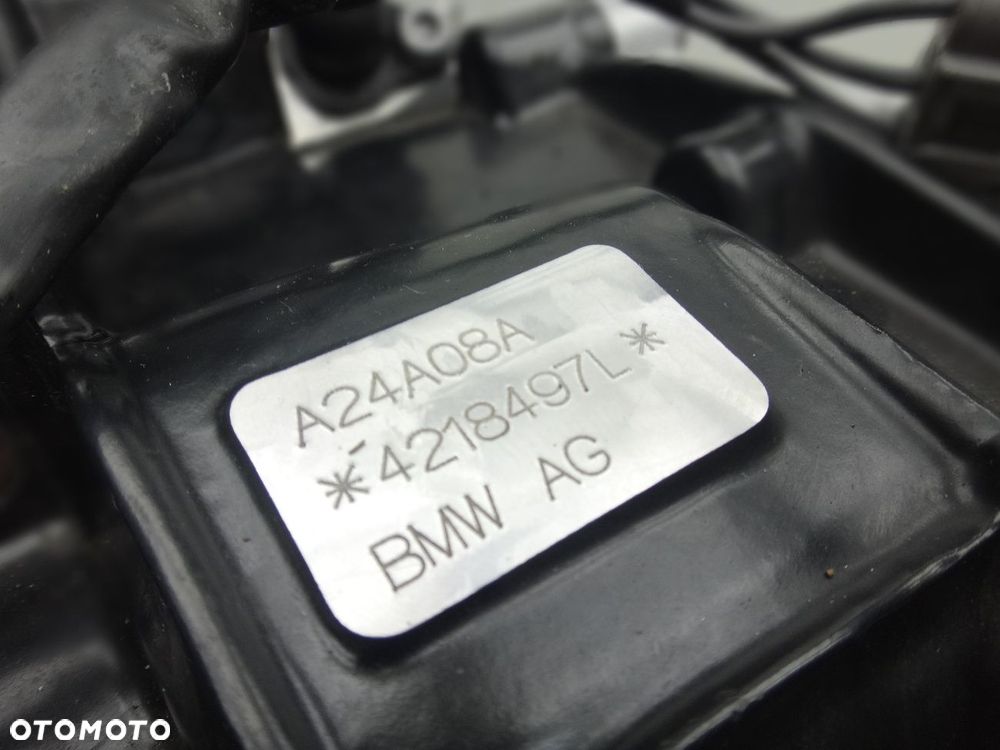 A24A08A
*4218497L*
BMW AG
OTOMOTO